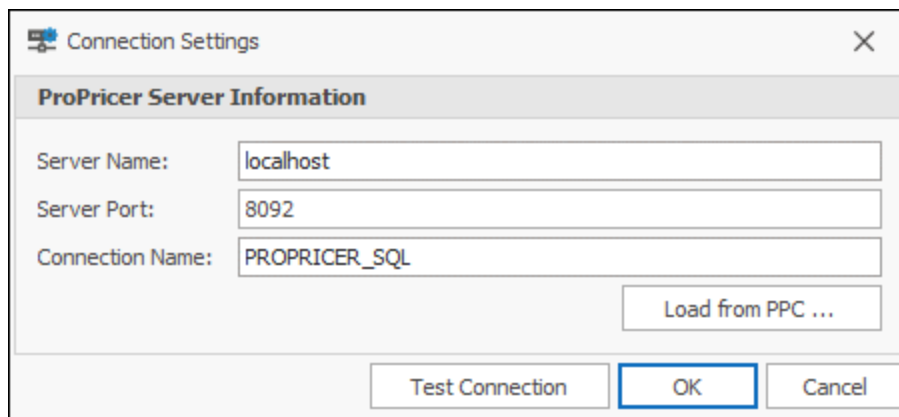 Connection Settings
ProPricer Server Information
Server Name: localhost
Server Port: 8092
Connection Name: PROPRICER_SQL
Load from PPC ...
Test Connection OK Cancel